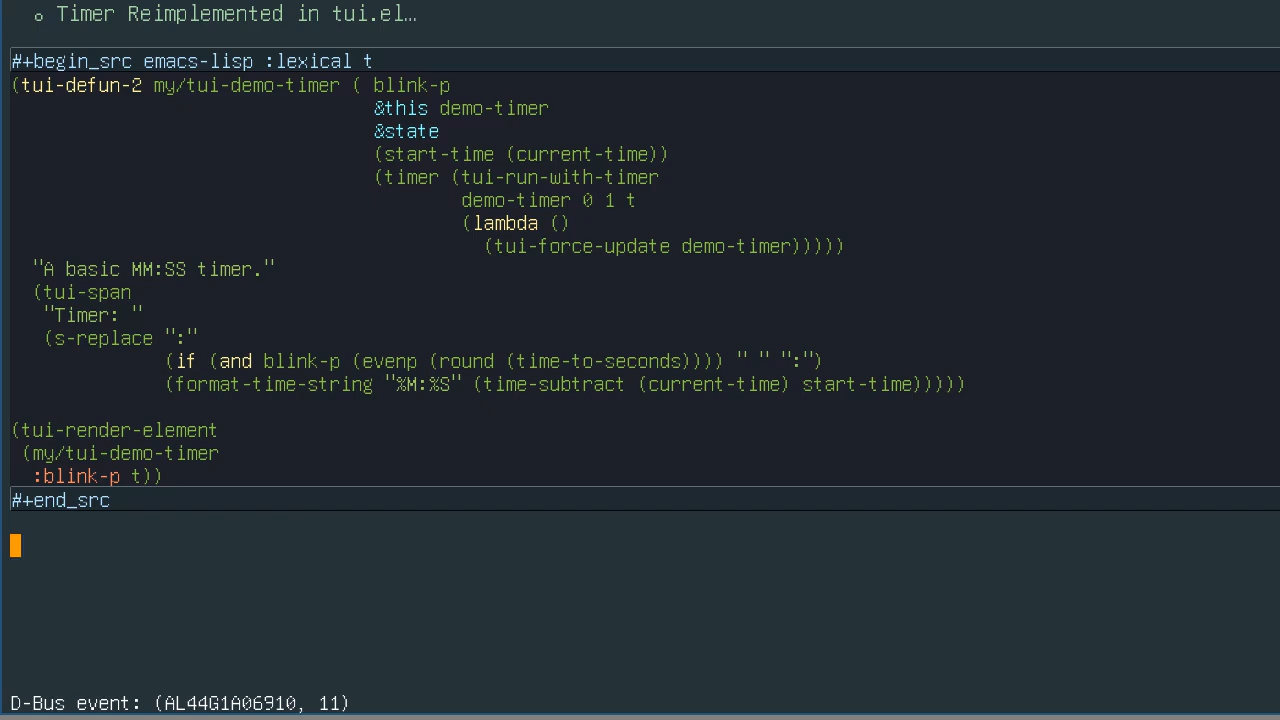 o Timer Reimplemented in tui.el…
#+begin_src emacs-lisp :lexical t
(tui-defun-2 my/tui-demo-timer ( blink-p
                                 &this demo-timer
                                 &state
                                 (start-time (current-time))
                                 (timer (tui-run-with-timer
                                         demo-timer 0 1 t
                                         (lambda ()
                                           (tui-force-update demo-timer)))))
  "A basic MM:SS timer."
  (tui-span
   "Timer: "
   (s-replace ":"
              (if (and blink-p (evenp (round (time-to-seconds)))) " " ":")
              (format-time-string "%M:%S" (time-subtract (current-time) start-time)))))
(tui-render-element
 (my/tui-demo-timer
  :blink-p t))
#+end_src
D-Bus event: (AL44G1A06910, 11)